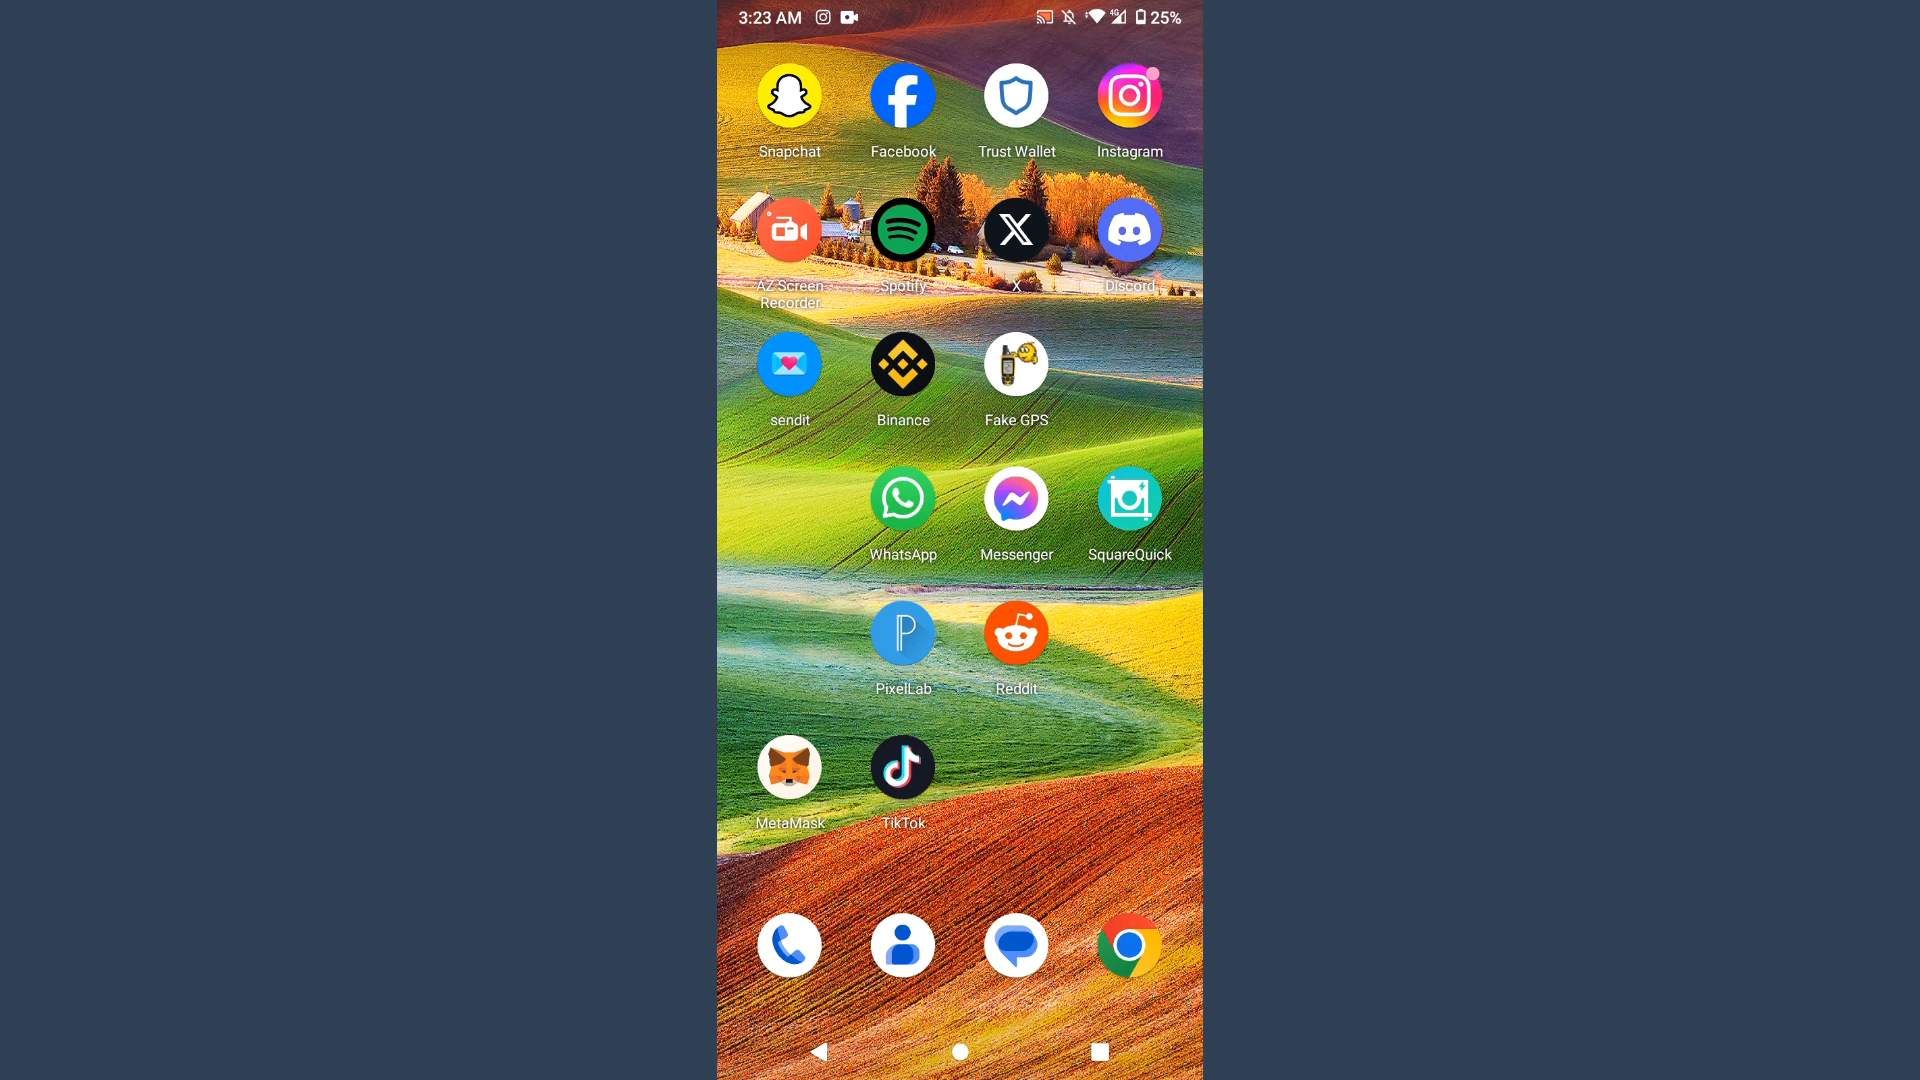 3:23 AM
4G
25%
Snapchat
Facebook
Trust Wallet
Instagram
AZ Screen
Recorder
Spotify
X
Discord
sendit
Binance
Fake GPS
WhatsApp
Messenger
SquareQuick
PixelLab
Reddit
MetaMask
TikTok